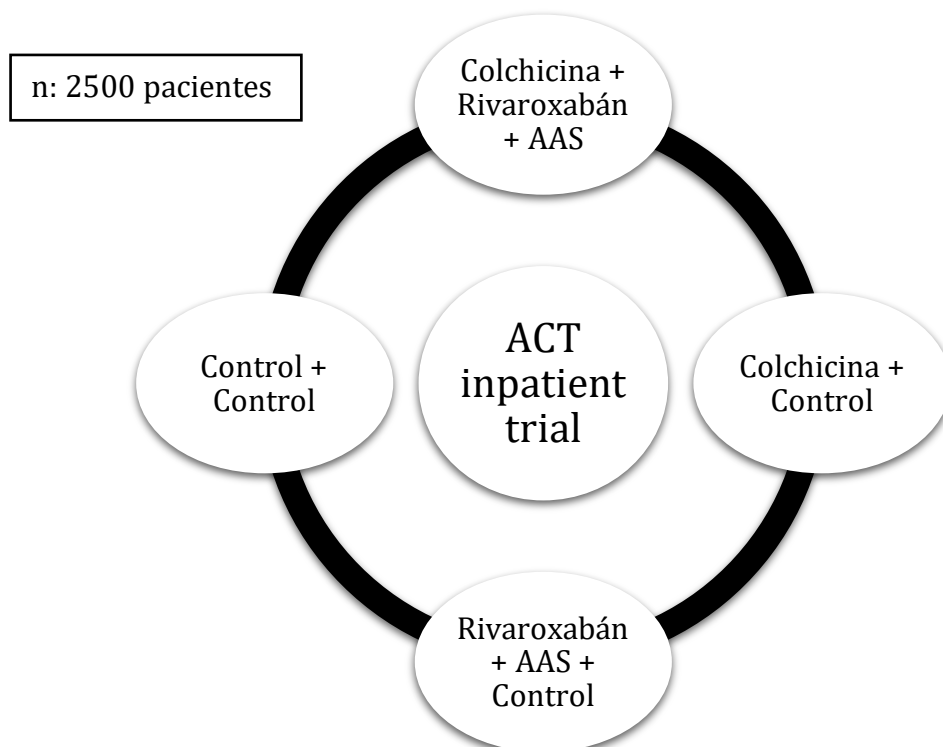 n: 2500 pacientes
Colchicina +
Rivaroxabán
+ AAS
Control +
Control
ACT
inpatient
trial
Colchicina +
Control
Rivaroxabán
+ AAS +
Control